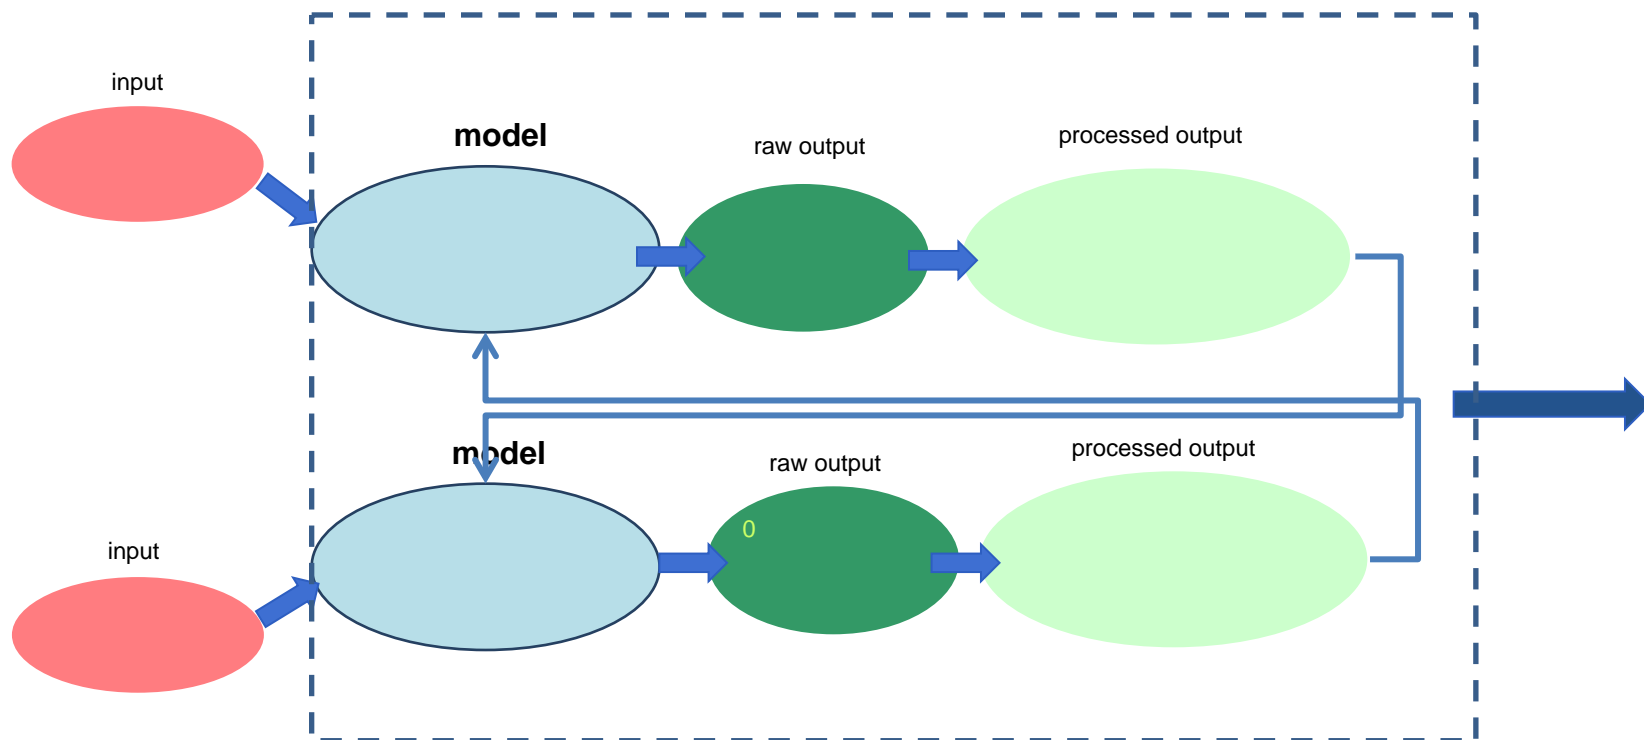 input
model
raw output
processed output
model
raw output
processed output
0
input